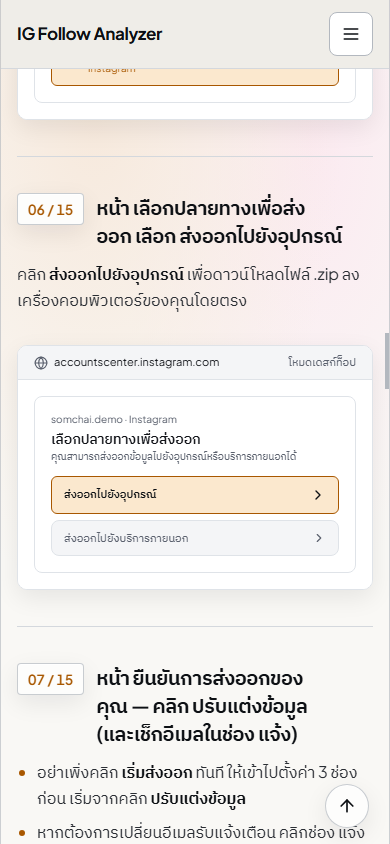 IG Follow Analyzer
Instagram
06 / 15
หน้า เลือกปลายทางเพื่อส่ง
ออก เลือก ส่งออกไปยังอุปกรณ์
คลิก ส่งออกไปยังอุปกรณ์ เพื่อดาวน์โหลดไฟล์ .zip ลง
เครื่องคอมพิวเตอร์ของคุณโดยตรง
accountscenter.instagram.com
โหมดเดสก์ท็อป
somchai.demo · Instagram
เลือกปลายทางเพื่อส่งออก
คุณสามารถส่งออกข้อมูลไปยังอุปกรณ์หรือบริการภายนอกได้
ส่งออกไปยังอุปกรณ์
ส่งออกไปยังบริการภายนอก
07 / 15
หน้า ยืนยันการส่งออกของ
คุณ — คลิก ปรับแต่งข้อมูล
(และเช็กอีเมลในช่อง แจ้ง)
อย่าเพิ่งคลิก เริ่มส่งออก ทันที ให้เข้าไปตั้งค่า 3 ช่อง
ก่อน เริ่มจากคลิก ปรับแต่งข้อมูล
หากต้องการเปลี่ยนอีเมลรับแจ้งเตือน คลิกช่อง แจ้ง